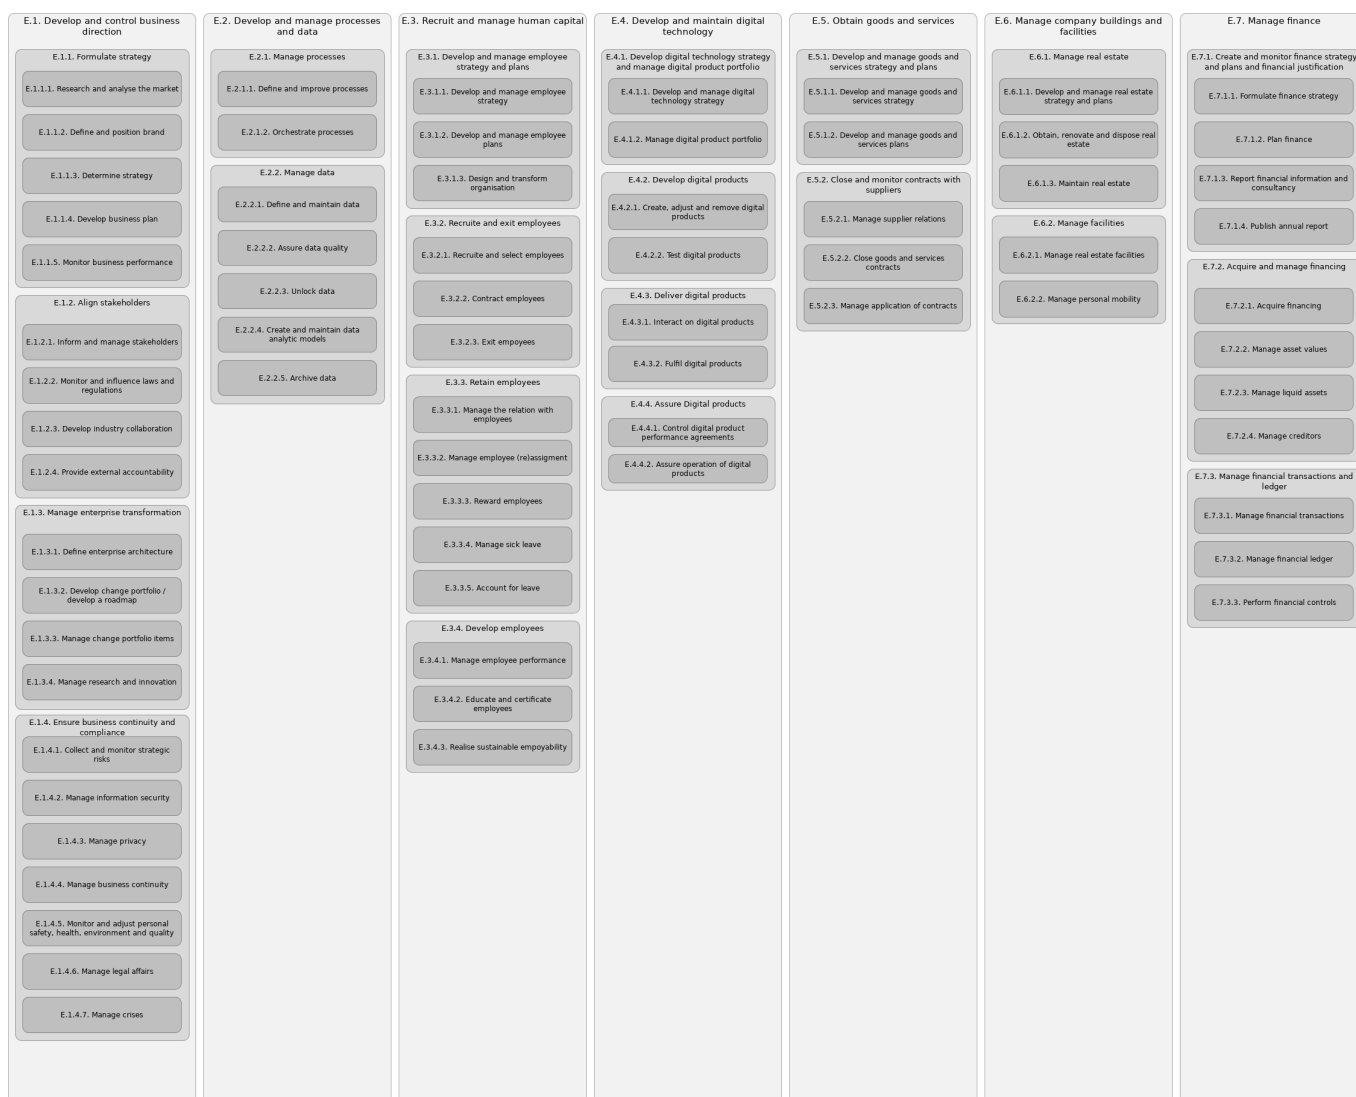 E.1. Develop and control business
direction
E.1.1. Formulate strategy
E.1.1.1. Research and analyse the market
E.1.1.2. Define and position brand
E.1.1.3. Determine strategy
E.1.1.4. Develop business plan
E.1.1.5. Monitor business performance
E.1.2. Align stakeholders
E.1.2.1. Inform and manage stakeholders
E.1.2.2. Monitor and influence laws and
regulations
E.1.2.3. Develop industry collaboration
E.1.2.4. Provide external accountability
E.1.3. Manage enterprise transformation
E.1.3.1. Define enterprise architecture
E.1.3.2. Develop change portfolio /
develop a roadmap
E.1.3.3. Manage change portfolio items
E.1.3.4. Manage research and innovation
E.1.4. Ensure business continuity and
compliance
E.1.4.1. Collect and monitor strategic
risks
E.1.4.2. Manage information security
E.1.4.3. Manage privacy
E.1.4.4. Manage business continuity
E.1.4.5. Monitor and adjust personal
safety, health, environment and quality
E.1.4.6. Manage legal affairs
E.1.4.7. Manage crises
E.2. Develop and manage processes
and data
E.2.1. Manage processes
E.2.1.1. Define and improve processes
E.2.1.2. Orchestrate processes
E.2.2. Manage data
E.2.2.1. Define and maintain data
E.2.2.2. Assure data quality
E.2.2.3. Unlock data
E.2.2.4. Create and maintain data
analytic models
E.2.2.5. Archive data
E.3. Recruit and manage human capital
E.3.1. Develop and manage employee
strategy and plans
E.3.1.1. Develop and manage employee
strategy
E.3.1.2. Develop and manage employee
plans
E.3.1.3. Design and transform
organisation
E.3.2. Recruite and exit employees
E.3.2.1. Recruite and select employees
E.3.2.2. Contract employees
E.3.2.3. Exit empoyees
E.3.3. Retain employees
E.3.3.1. Manage the relation with
employees
E.3.3.2. Manage employee (re)assigment
E.3.3.3. Reward employees
E.3.3.4. Manage sick leave
E.3.3.5. Account for leave
E.3.4. Develop employees
E.3.4.1. Manage employee performance
E.3.4.2. Educate and certificate
employees
E.3.4.3. Realise sustainable empoyability
E.4. Develop and maintain digital
technology
E.4.1. Develop digital technology strategy
and manage digital product portfolio
E.4.1.1. Develop and manage digital
technology strategy
E.4.1.2. Manage digital product portfolio
E.4.2. Develop digital products
E.4.2.1. Create, adjust and remove digital
products
E.4.2.2. Test digital products
E.4.3. Deliver digital products
E.4.3.1. Interact on digital products
E.4.3.2. Fulfil digital products
E.4.4. Assure Digital products
E.4.4.1. Control digital product
performance agreements
E.4.4.2. Assure operation of digital
products
E.5. Obtain goods and services
E.5.1. Develop and manage goods and
services strategy and plans
E.5.1.1. Develop and manage goods and
services strategy
E.5.1.2. Develop and manage goods and
services plans
E.5.2. Close and monitor contracts with
suppliers
E.5.2.1. Manage supplier relations
E.5.2.2. Close goods and services
contracts
E.5.2.3. Manage application of contracts
E.6. Manage company buildings and
facilities
E.6.1. Manage real estate
E.6.1.1. Develop and manage real estate
strategy and plans
E.6.1.2. Obtain, renovate and dispose real
estate
E.6.1.3. Maintain real estate
E.6.2. Manage facilities
E.6.2.1. Manage real estate facilities
E.6.2.2. Manage personal mobility
E.7. Manage finance
E.7.1. Create and monitor finance strategy
and plans and financial justification
E.7.1.1. Formulate finance strategy
E.7.1.2. Plan finance
E.7.1.3. Report financial information and
consultancy
E.7.1.4. Publish annual report
E.7.2. Acquire and manage financing
E.7.2.1. Acquire financing
E.7.2.2. Manage asset values
E.7.2.3. Manage liquid assets
E.7.2.4. Manage creditors
E.7.3. Manage financial transactions and
ledger
E.7.3.1. Manage financial transactions
E.7.3.2. Manage financial ledger
E.7.3.3. Perform financial controls